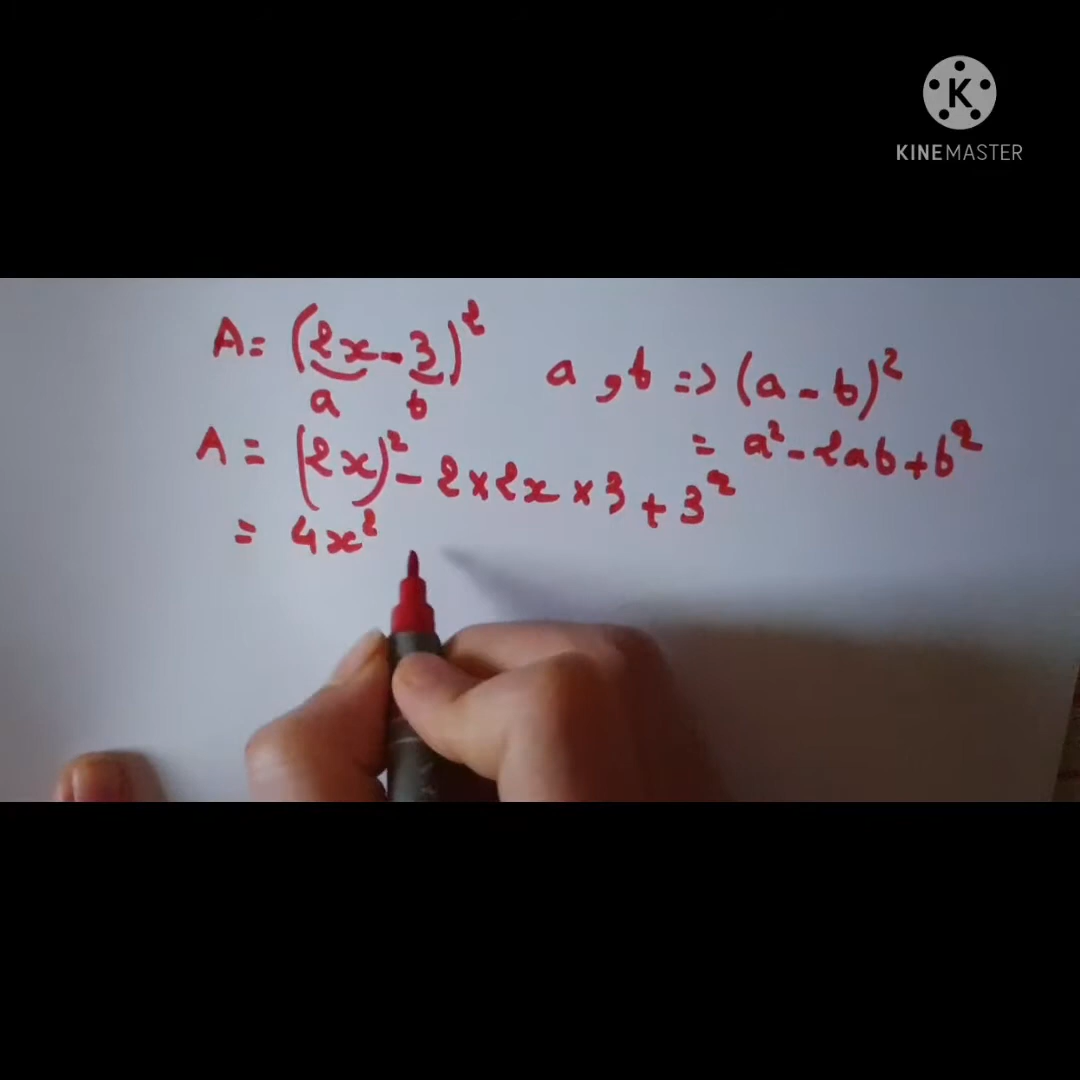 K
KINEMASTER
A = (2x - 3)²
a b
a , b => (a - b)²
= a² - 2ab + b²
A = (2x)² - 2 × 2x × 3 + 3²
= 4x²